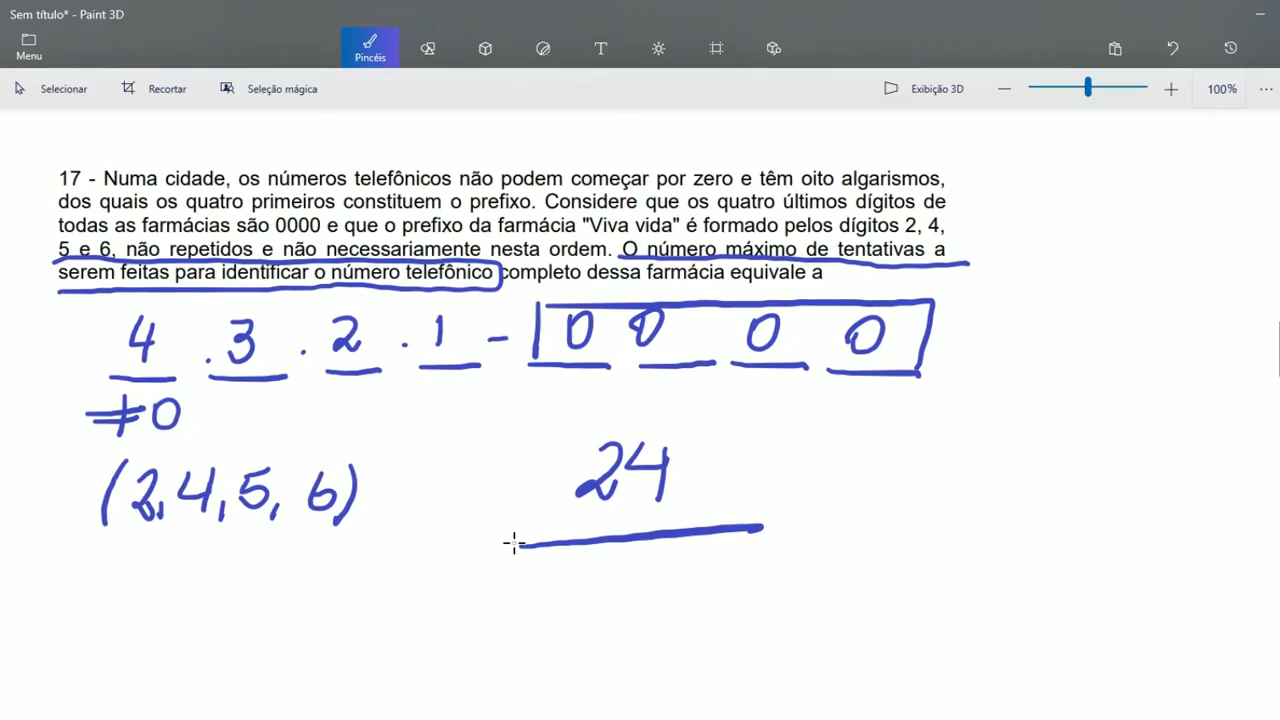 Sem título* - Paint 3D
Menu
Pincéis
Selecionar
Recortar
Seleção mágica
Exibição 3D
100%
17 - Numa cidade, os números telefônicos não podem começar por zero e têm oito algarismos,
dos quais os quatro primeiros constituem o prefixo. Considere que os quatro últimos dígitos de
todas as farmácias são 0000 e que o prefixo da farmácia "Viva vida" é formado pelos dígitos 2, 4,
5 e 6, não repetidos e não necessariamente nesta ordem. O número máximo de tentativas a
serem feitas para identificar o número telefônico completo dessa farmácia equivale a
4 . 3 . 2 . 1 - 0 0 0 0
≠0
(2,4,5, 6)
24